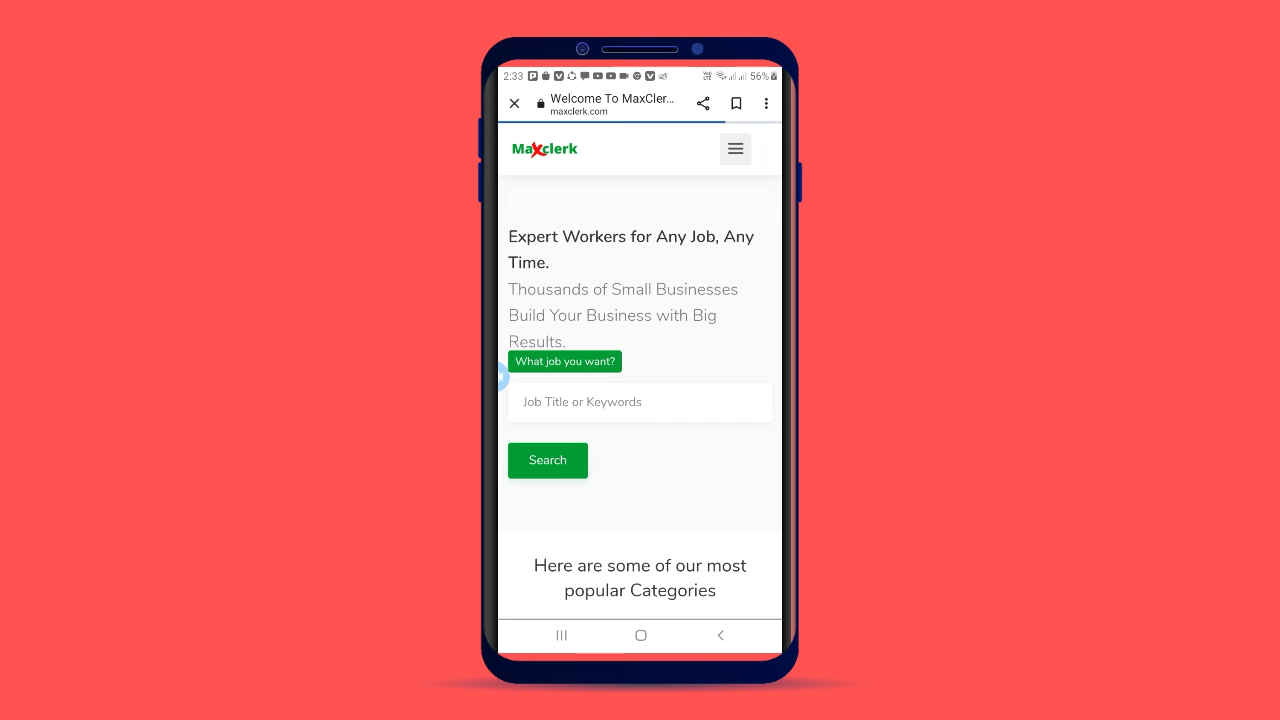 2:33
56%
Welcome To MaxCler...
maxclerk.com
Maxclerk
Expert Workers for Any Job, Any
Time.
Thousands of Small Businesses
Build Your Business with Big
Results.
What job you want?
Job Title or Keywords
Search
Here are some of our most
popular Categories